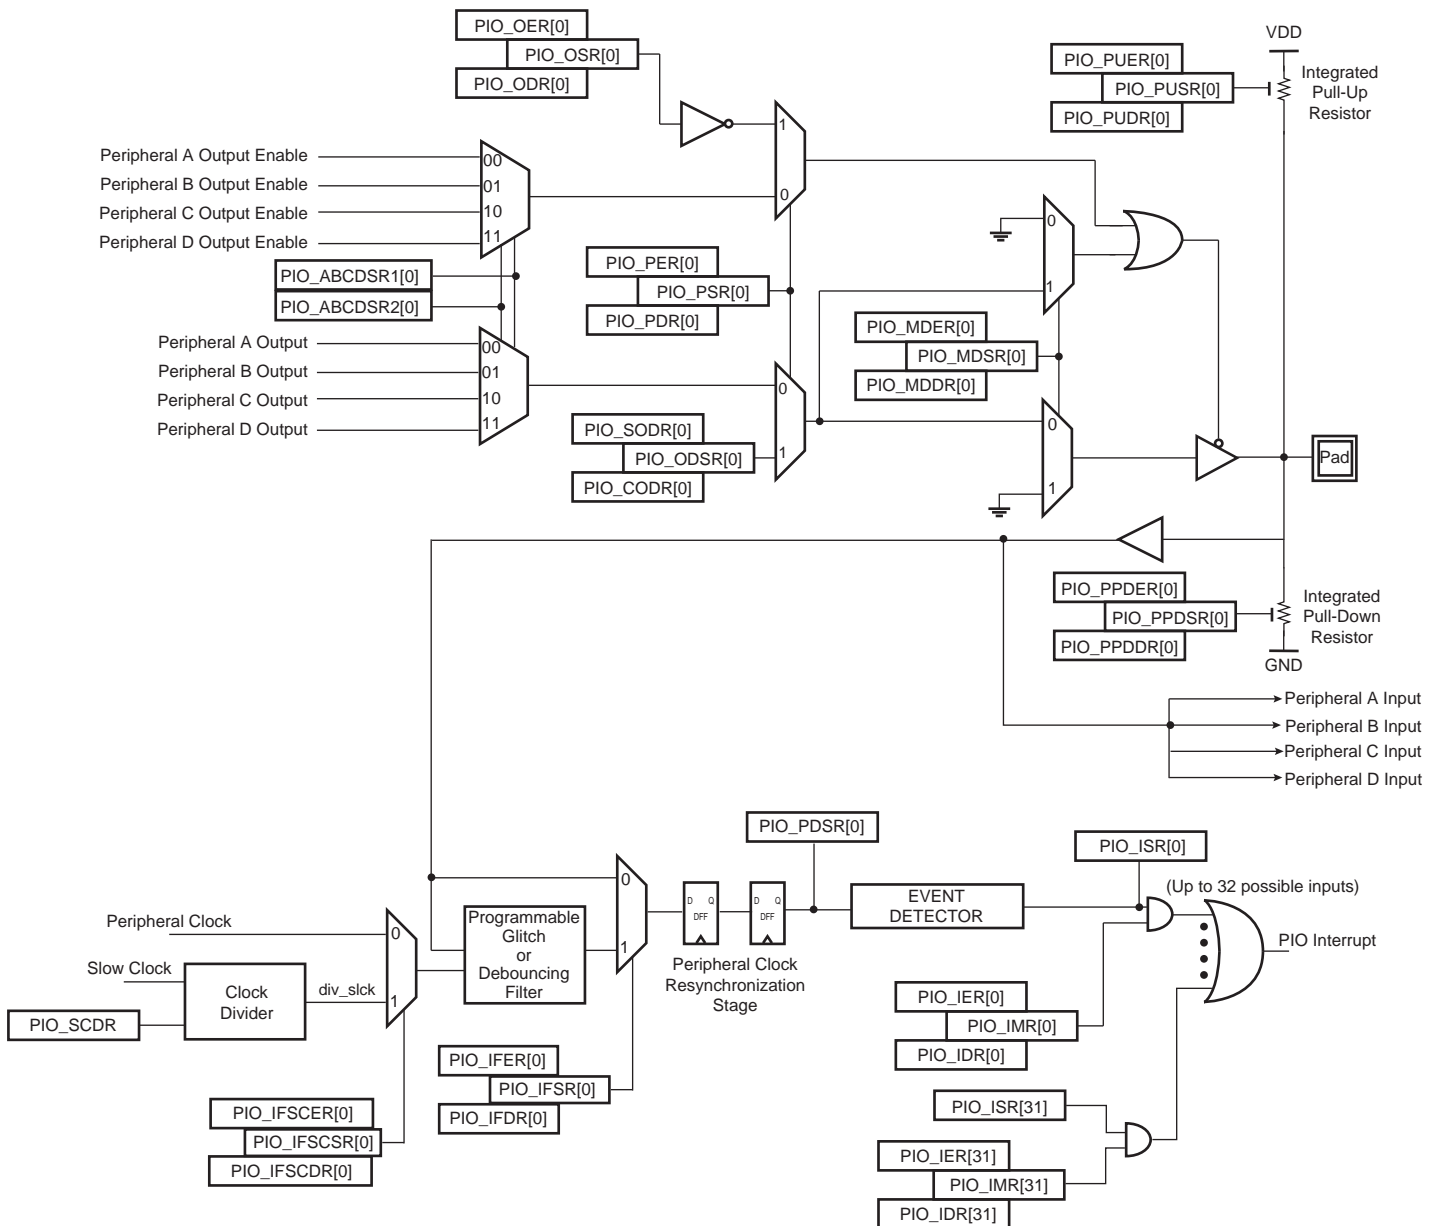 PIO_OER[0]
PIO_OSR[0]
PIO_ODR[0]
VDD
PIO_PUER[0]
PIO_PUSR[0]
PIO_PUDR[0]
Integrated
Pull-Up
Resistor
1
0
Peripheral A Output Enable
Peripheral B Output Enable
Peripheral C Output Enable
Peripheral D Output Enable
00
01
10
11
PIO_ABCDSR1[0]
PIO_ABCDSR2[0]
PIO_PER[0]
PIO_PSR[0]
PIO_PDR[0]
0
1
PIO_MDER[0]
PIO_MDSR[0]
PIO_MDDR[0]
Peripheral A Output
Peripheral B Output
Peripheral C Output
Peripheral D Output
00
01
10
11
0
1
PIO_SODR[0]
PIO_ODSR[0]
PIO_CODR[0]
0
1
Pad
PIO_PPDER[0]
PIO_PPDSR[0]
PIO_PPDDR[0]
Integrated
Pull-Down
Resistor
GND
Peripheral A Input
Peripheral B Input
Peripheral C Input
Peripheral D Input
PIO_PDSR[0]
PIO_ISR[0]
(Up to 32 possible inputs)
EVENT
DETECTOR
D Q
DFF
D Q
DFF
Peripheral Clock
Resynchronization
Stage
0
1
Programmable
Glitch
or
Debouncing
Filter
Peripheral Clock
Slow Clock
Clock
Divider
div_slck
0
1
PIO_SCDR
PIO Interrupt
PIO_IER[0]
PIO_IMR[0]
PIO_IDR[0]
PIO_IFER[0]
PIO_IFSR[0]
PIO_IFDR[0]
PIO_IFSCER[0]
PIO_IFSCSR[0]
PIO_IFSCDR[0]
PIO_ISR[31]
PIO_IER[31]
PIO_IMR[31]
PIO_IDR[31]